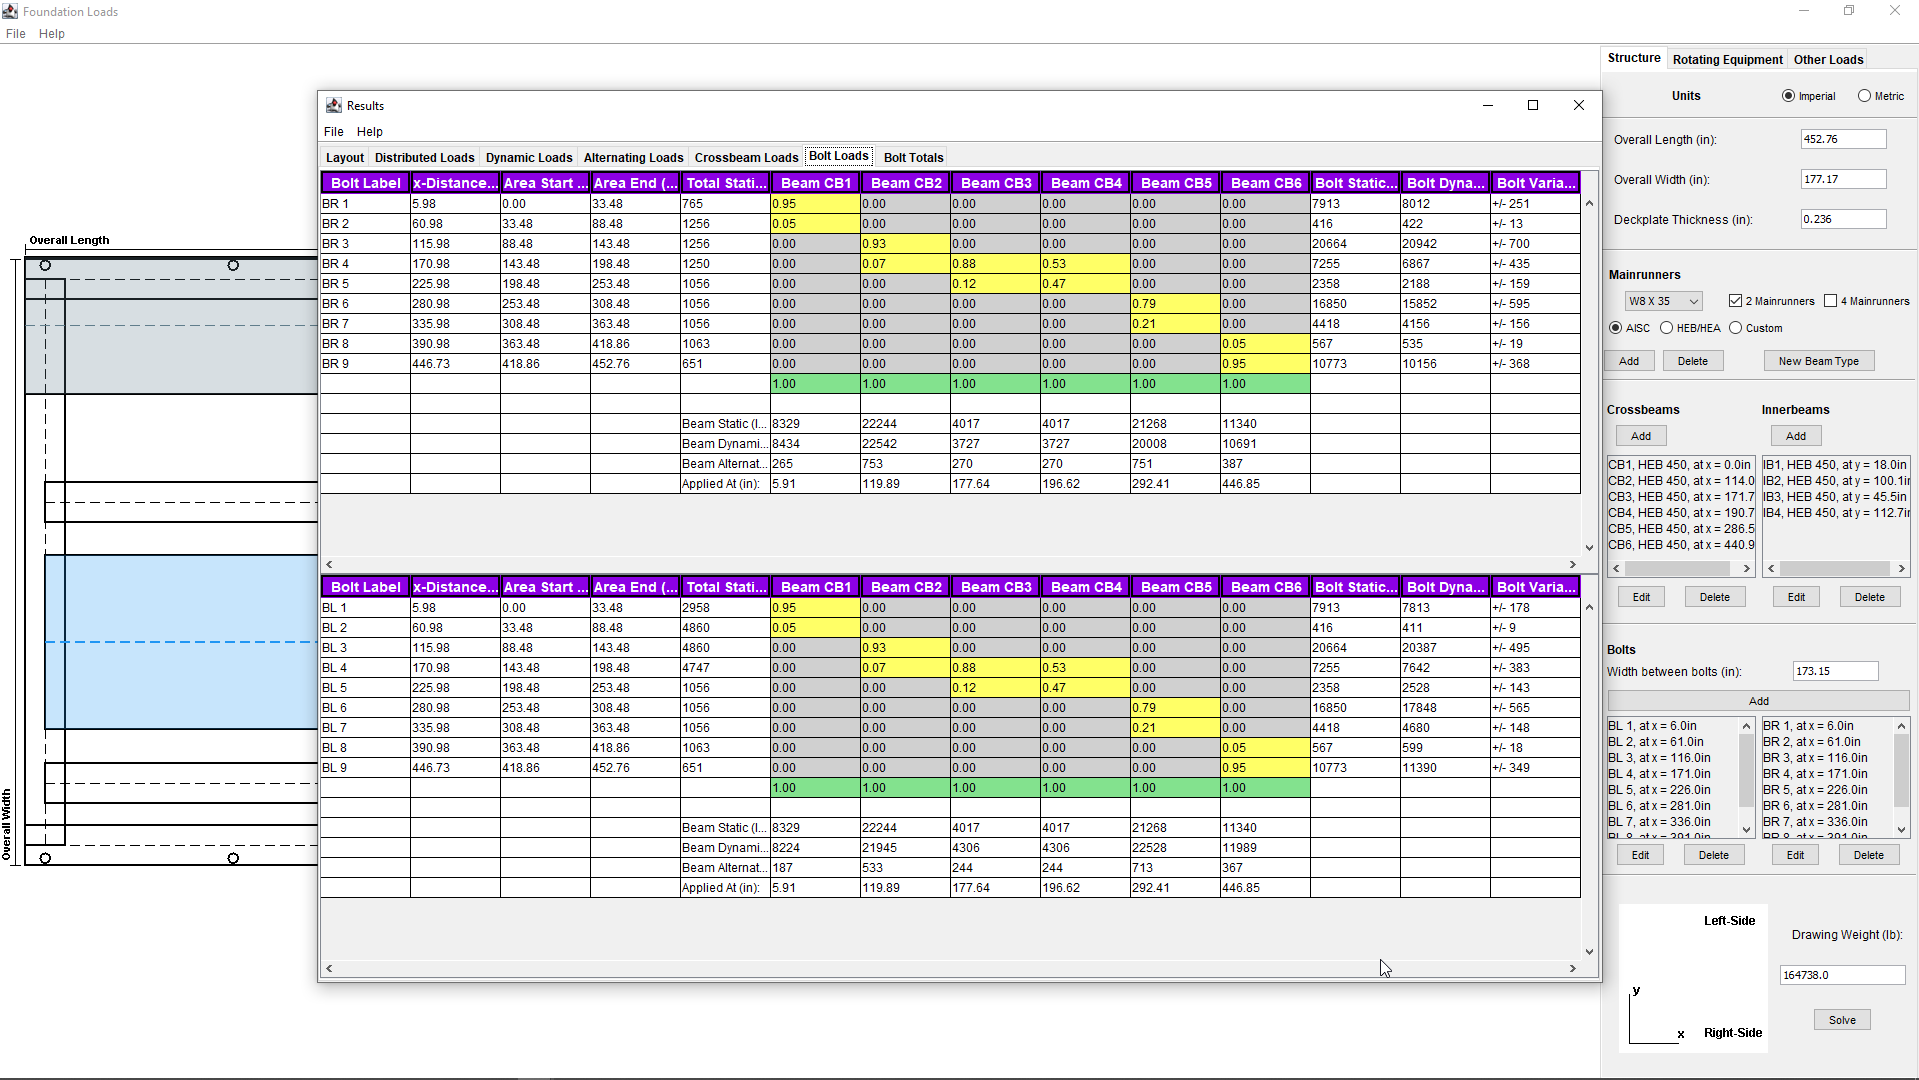 Foundation Loads
File Help
Overall Length
Overall Width
Results
File Help
Layout Distributed Loads Dynamic Loads Alternating Loads Crossbeam Loads Bolt Loads Bolt Totals
Bolt Label x-Distance... Area Start ... Area End (... Total Stati... Beam CB1 Beam CB2 Beam CB3 Beam CB4 Beam CB5 Beam CB6 Bolt Static... Bolt Dyna... Bolt Varia...
BR 1 5.98 0.00 33.48 765 0.95 0.00 0.00 0.00 0.00 0.00 7913 8012 +/- 251
BR 2 60.98 33.48 88.48 1256 0.05 0.00 0.00 0.00 0.00 0.00 416 422 +/- 13
BR 3 115.98 88.48 143.48 1256 0.00 0.93 0.00 0.00 0.00 0.00 20664 20942 +/- 700
BR 4 170.98 143.48 198.48 1250 0.00 0.07 0.88 0.53 0.00 0.00 7255 6867 +/- 435
BR 5 225.98 198.48 253.48 1056 0.00 0.00 0.12 0.47 0.00 0.00 2358 2188 +/- 159
BR 6 280.98 253.48 308.48 1056 0.00 0.00 0.00 0.00 0.79 0.00 16850 15852 +/- 595
BR 7 335.98 308.48 363.48 1056 0.00 0.00 0.00 0.00 0.21 0.00 4418 4156 +/- 156
BR 8 390.98 363.48 418.86 1063 0.00 0.00 0.00 0.00 0.00 0.05 567 535 +/- 19
BR 9 446.73 418.86 452.76 651 0.00 0.00 0.00 0.00 0.00 0.95 10773 10156 +/- 368
1.00 1.00 1.00 1.00 1.00 1.00
Beam Static (l... 8329 22244 4017 4017 21268 11340
Beam Dynami... 8434 22542 3727 3727 20008 10691
Beam Alternat... 265 753 270 270 751 387
Applied At (in): 5.91 119.89 177.64 196.62 292.41 446.85
Bolt Label x-Distance... Area Start ... Area End (... Total Stati... Beam CB1 Beam CB2 Beam CB3 Beam CB4 Beam CB5 Beam CB6 Bolt Static... Bolt Dyna... Bolt Varia...
BL 1 5.98 0.00 33.48 2958 0.95 0.00 0.00 0.00 0.00 0.00 7913 7813 +/- 178
BL 2 60.98 33.48 88.48 4860 0.05 0.00 0.00 0.00 0.00 0.00 416 411 +/- 9
BL 3 115.98 88.48 143.48 4860 0.00 0.93 0.00 0.00 0.00 0.00 20664 20387 +/- 495
BL 4 170.98 143.48 198.48 4747 0.00 0.07 0.88 0.53 0.00 0.00 7255 7642 +/- 383
BL 5 225.98 198.48 253.48 1056 0.00 0.00 0.12 0.47 0.00 0.00 2358 2528 +/- 143
BL 6 280.98 253.48 308.48 1056 0.00 0.00 0.00 0.00 0.79 0.00 16850 17848 +/- 565
BL 7 335.98 308.48 363.48 1056 0.00 0.00 0.00 0.00 0.21 0.00 4418 4680 +/- 148
BL 8 390.98 363.48 418.86 1063 0.00 0.00 0.00 0.00 0.00 0.05 567 599 +/- 18
BL 9 446.73 418.86 452.76 651 0.00 0.00 0.00 0.00 0.00 0.95 10773 11390 +/- 349
1.00 1.00 1.00 1.00 1.00 1.00
Beam Static (l... 8329 22244 4017 4017 21268 11340
Beam Dynami... 8224 21945 4306 4306 22528 11989
Beam Alternat... 187 533 244 244 713 367
Applied At (in): 5.91 119.89 177.64 196.62 292.41 446.85
Structure Rotating Equipment Other Loads
Units Imperial Metric
Overall Length (in): 452.76
Overall Width (in): 177.17
Deckplate Thickness (in): 0.236
Mainrunners
W8 X 35 2 Mainrunners 4 Mainrunners
AISC HEB/HEA Custom
Add Delete New Beam Type
Crossbeams Innerbeams
Add Add
CB1, HEB 450, at x = 0.0in IB1, HEB 450, at y = 18.0in
CB2, HEB 450, at x = 114.0 IB2, HEB 450, at y = 100.1in
CB3, HEB 450, at x = 171.7 IB3, HEB 450, at y = 45.5in
CB4, HEB 450, at x = 190.7 IB4, HEB 450, at y = 112.7in
CB5, HEB 450, at x = 286.5
CB6, HEB 450, at x = 440.9
Edit Delete Edit Delete
Bolts
Width between bolts (in): 173.15
Add
BL 1, at x = 6.0in BR 1, at x = 6.0in
BL 2, at x = 61.0in BR 2, at x = 61.0in
BL 3, at x = 116.0in BR 3, at x = 116.0in
BL 4, at x = 171.0in BR 4, at x = 171.0in
BL 5, at x = 226.0in BR 5, at x = 226.0in
BL 6, at x = 281.0in BR 6, at x = 281.0in
BL 7, at x = 336.0in BR 7, at x = 336.0in
BL 8, at x = 391.0in BR 8, at x = 391.0in
Edit Delete Edit Delete
Left-Side
Drawing Weight (lb):
164738.0
y
x Right-Side
Solve